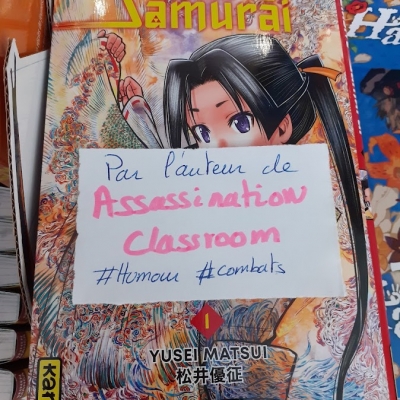 Samurai
Par l'auteur de
Assassination
Classroom
#Humour #combats
1
YUSEI MATSUI
松井優征